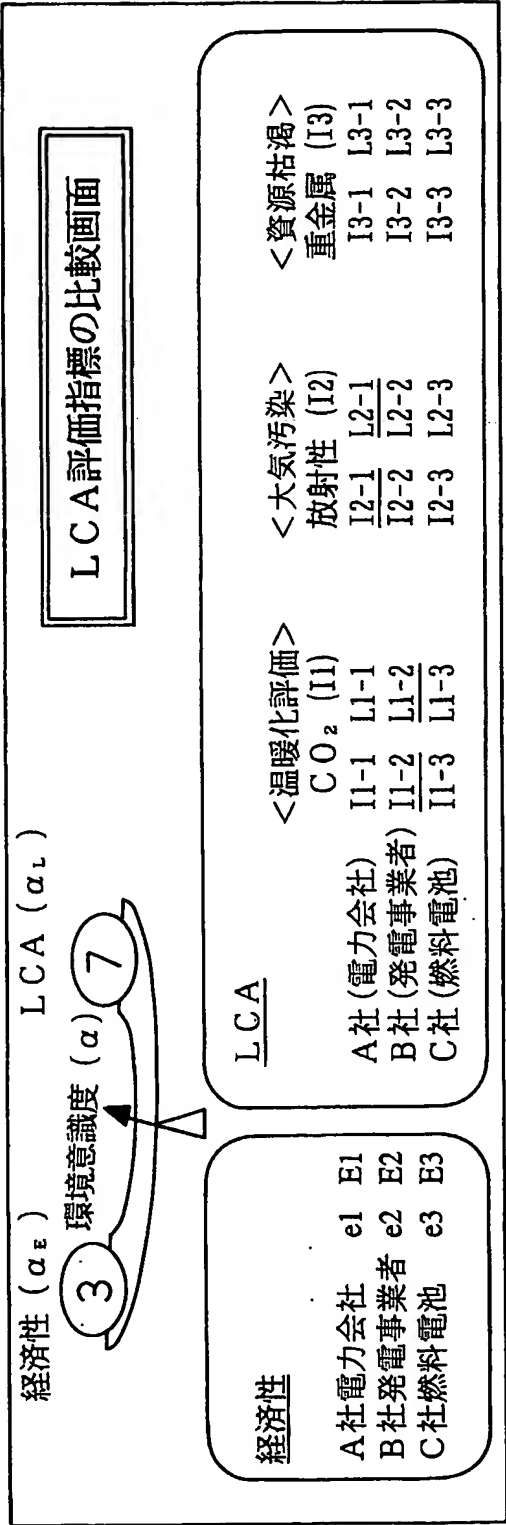 LCA評価指標の比較画面
経済性 (αE) LCA (αL)
環境意識度 (α)
3 7
経済性
A社電力会社 e1 E1
B社発電事業者 e2 E2
C社燃料電池 e3 E3
LCA
<温暖化評価> <大気汚染> <資源枯渇>
CO₂ (I1) 放射性 (I2) 重金属 (I3)
A社 (電力会社) I1-1 L1-1 I2-1 L2-1 I3-1 L3-1
B社 (発電事業者) I1-2 L1-2 I2-2 L2-2 I3-2 L3-2
C社 (燃料電池) I1-3 L1-3 I2-3 L2-3 I3-3 L3-3